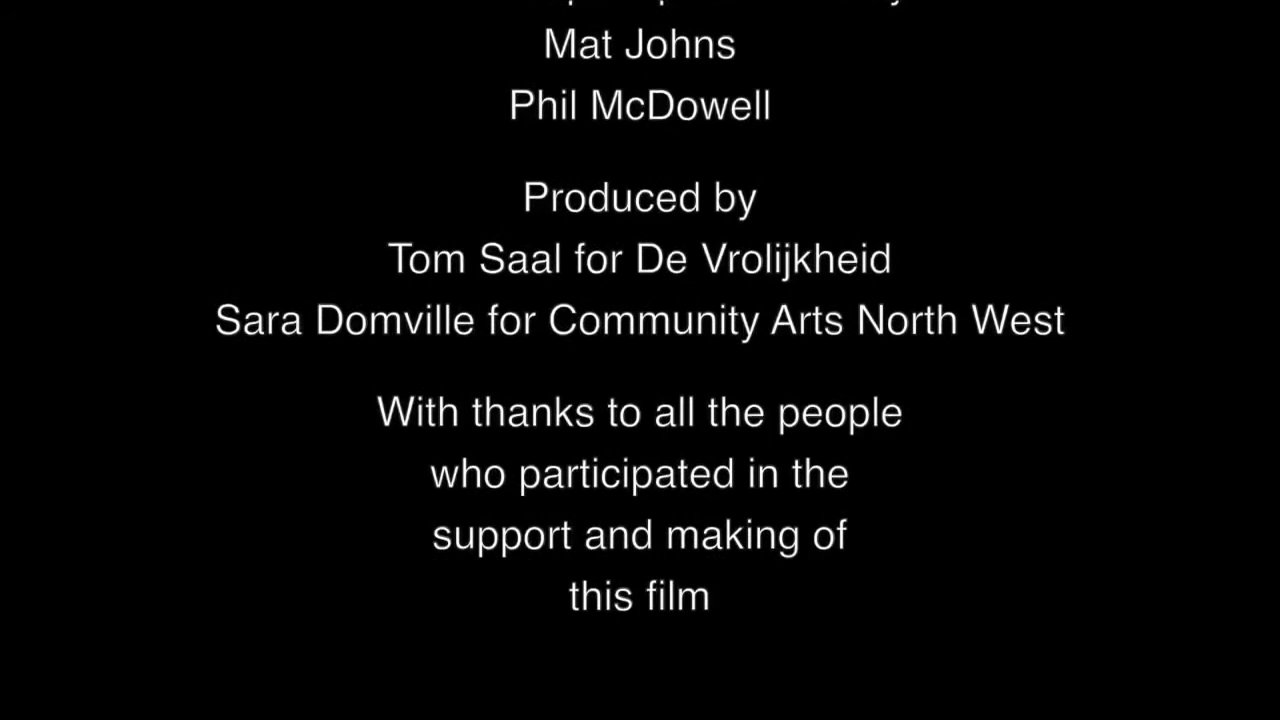 Mat Johns
Phil McDowell
Produced by
Tom Saal for De Vrolijkheid
Sara Domville for Community Arts North West
With thanks to all the people
who participated in the
support and making of
this film